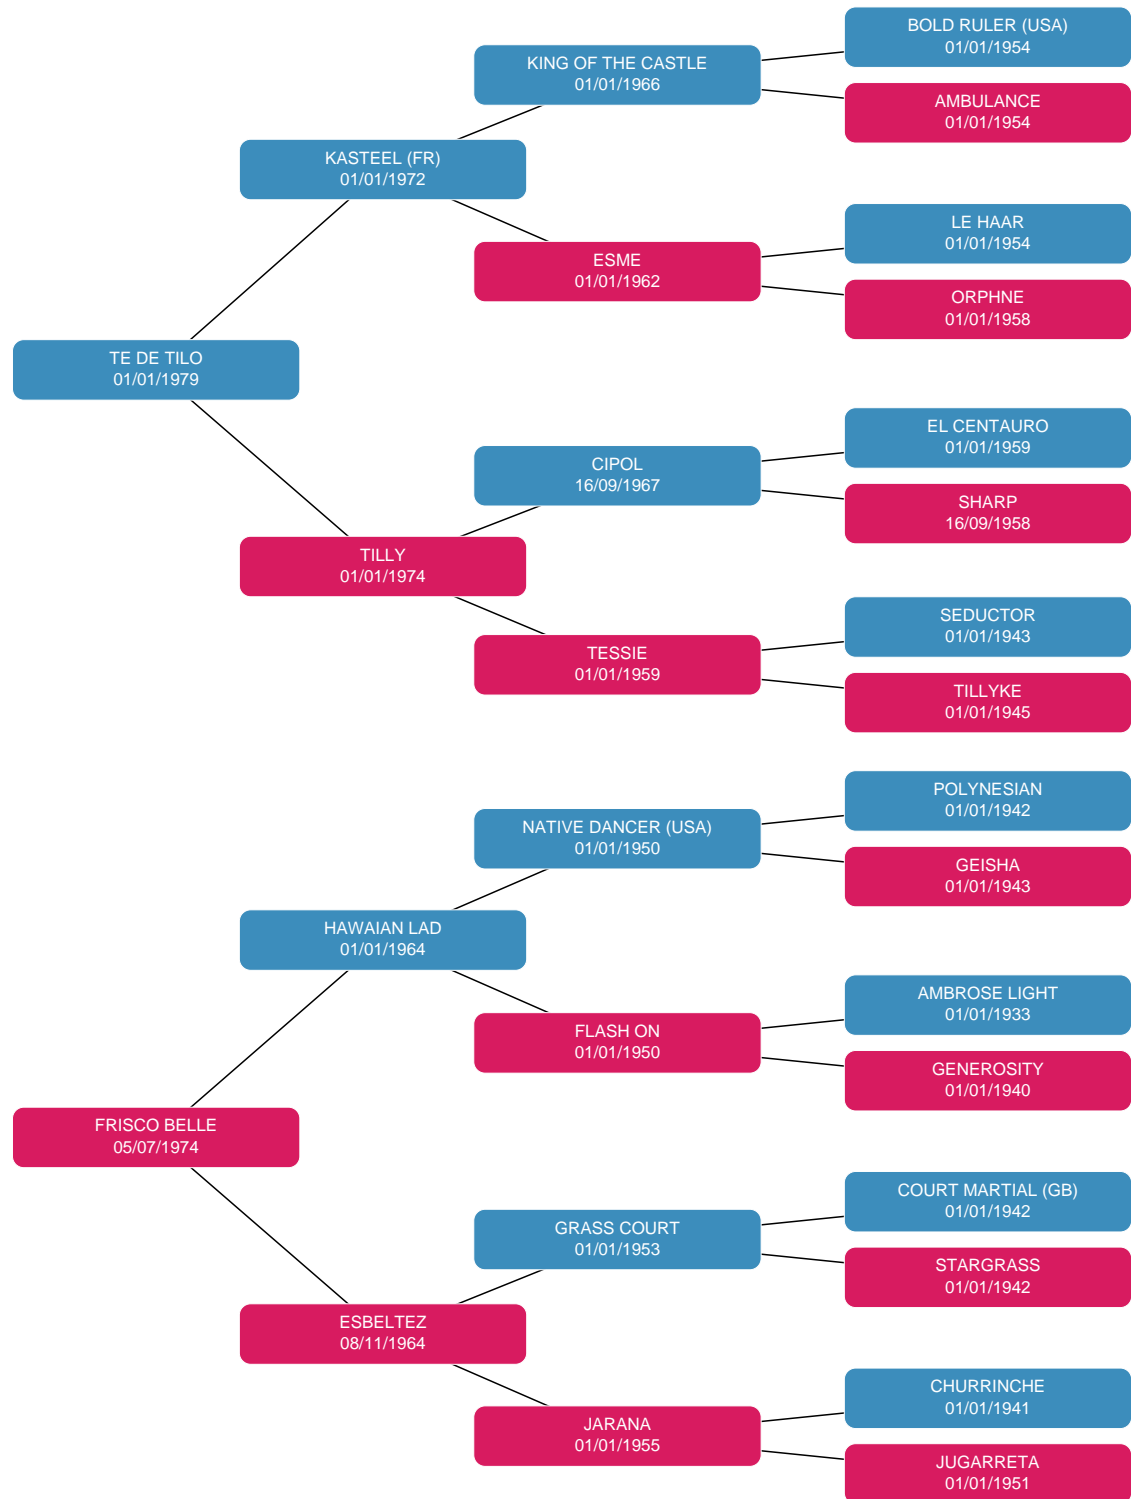 BOLD RULER (USA)
01/01/1954
KING OF THE CASTLE
01/01/1966
AMBULANCE
01/01/1954
KASTEEL (FR)
01/01/1972
LE HAAR
01/01/1954
ESME
01/01/1962
ORPHNE
01/01/1958
TE DE TILO
01/01/1979
EL CENTAURO
01/01/1959
CIPOL
16/09/1967
SHARP
16/09/1958
TILLY
01/01/1974
SEDUCTOR
01/01/1943
TESSIE
01/01/1959
TILLYKE
01/01/1945
POLYNESIAN
01/01/1942
NATIVE DANCER (USA)
01/01/1950
GEISHA
01/01/1943
HAWAIAN LAD
01/01/1964
AMBROSE LIGHT
01/01/1933
FLASH ON
01/01/1950
GENEROSITY
01/01/1940
FRISCO BELLE
05/07/1974
COURT MARTIAL (GB)
01/01/1942
GRASS COURT
01/01/1953
STARGRASS
01/01/1942
ESBELTEZ
08/11/1964
CHURRINCHE
01/01/1941
JARANA
01/01/1955
JUGARRETA
01/01/1951